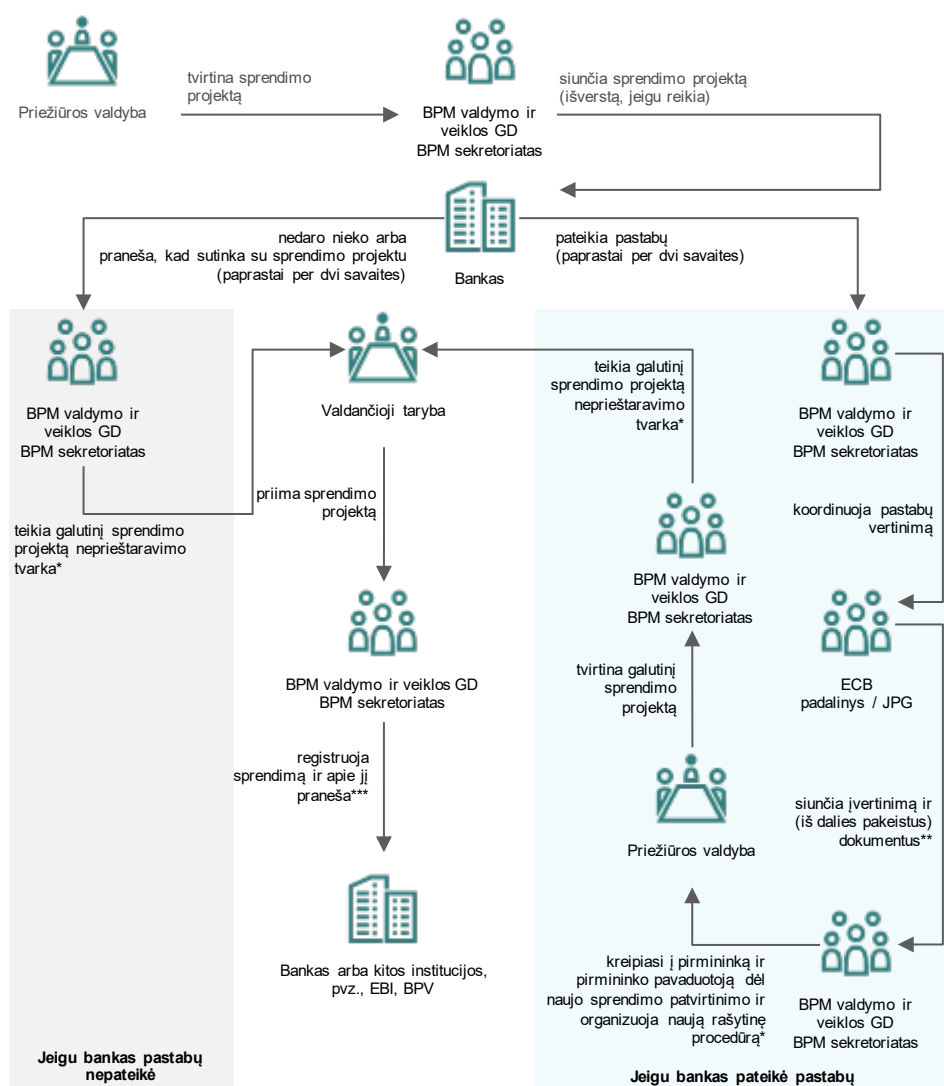 tvirtina sprendimo
projektą
siunčia sprendimo projektą
(išverstą, jeigu reikia)
Priežiūros valdyba
BPM valdymo ir
veiklos GD
BPM sekretoriatas
nedaro nieko arba
praneša, kad sutinka su sprendimo projektu
(paprastai per dvi savaites)
pateikia pastabų
(paprastai per dvi savaites)
Bankas
BPM valdymo ir
veiklos GD
BPM sekretoriatas
teikia galutinį sprendimo
projektą neprieštaravimo
tvarka*
Valdančioji taryba
priima sprendimo
projektą
BPM valdymo ir veiklos GD
BPM sekretoriatas
registruoja
sprendimą ir apie jį
praneša***
Bankas arba kitos institucijos,
pvz., EBI, BPV
Jeigu bankas pastabų
nepateikė
teikia galutinį
sprendimo projektą
neprieštaravimo
tvarka*
BPM valdymo ir
veiklos GD
BPM sekretoriatas
koordinuoja pastabų
vertinimą
BPM valdymo ir
veiklos GD
BPM sekretoriatas
ECB
padalinys / JPG
tvirtina galutinį
sprendimo
projektą
siunčia įvertinimą ir
(iš dalies pakeistus)
dokumentus**
Priežiūros valdyba
kreipiasi į pirmininką ir
pirmininko pavaduotoją dėl
naujo sprendimo patvirtinimo ir
organizuoja naują rašytinę
procedūrą*
BPM valdymo ir
veiklos GD
BPM sekretoriatas
Jeigu bankas pateikė pastabų